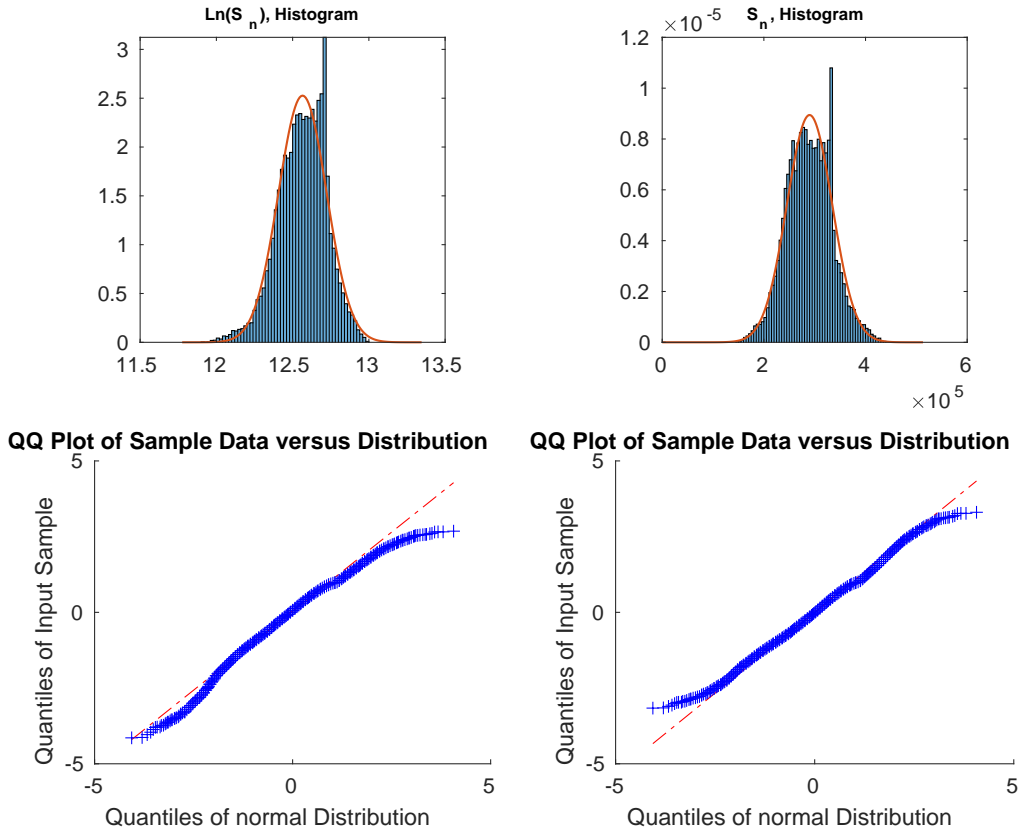 Ln(S_n), Histogram
3
2.5
2
1.5
1
0.5
0
11.5 12 12.5 13 13.5
S_n, Histogram
×10^-5
1.2
1
0.8
0.6
0.4
0.2
0
0 2 4 6
×10^5
QQ Plot of Sample Data versus Distribution
Quantiles of Input Sample
5
0
-5
-5 0 5
Quantiles of normal Distribution
QQ Plot of Sample Data versus Distribution
Quantiles of Input Sample
5
0
-5
-5 0 5
Quantiles of normal Distribution